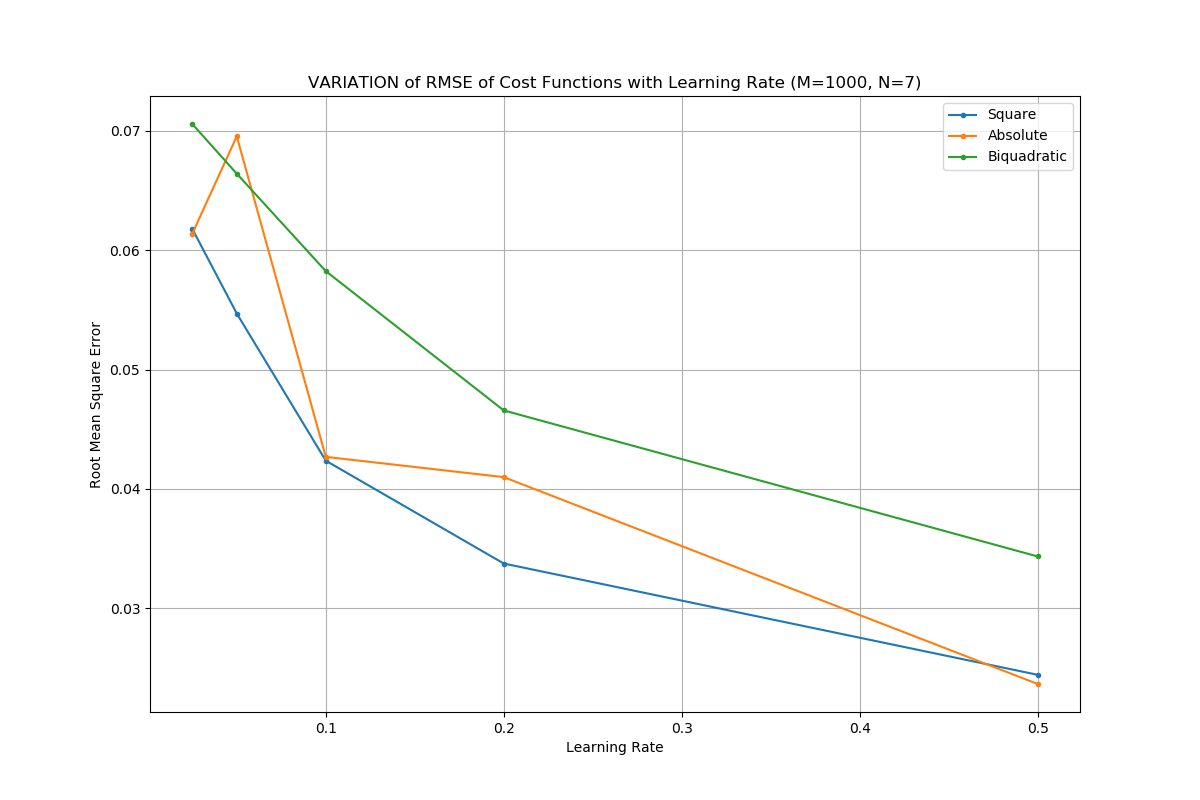 VARIATION of RMSE of Cost Functions with Learning Rate (M=1000, N=7)
Square
Absolute
Biquadratic
0.07
0.06
0.05
0.04
0.03
Root Mean Square Error
0.1 0.2 0.3 0.4 0.5
Learning Rate